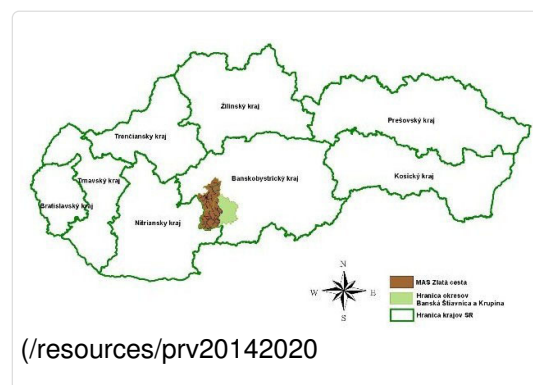 Žilinský kraj
Prešovský kraj
Trenčiansky kraj
Banskobystrický kraj
Košický kraj
Trnavský kraj
Bratislavský kraj
Nitriansky kraj
N
W E
S
MAS Zlatá cesta
Hranica okresov
Banská Štiavnica a Krupina
Hranica krajov SR
(/resources/prv20142020